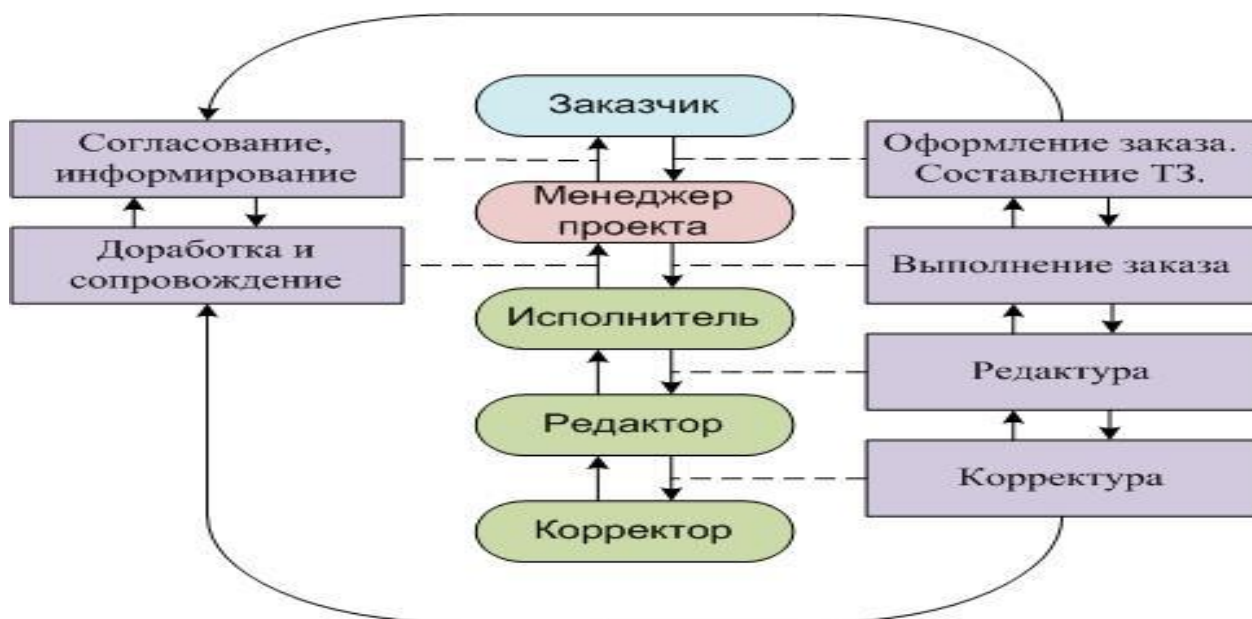 Заказчик
Согласование,
информирование
Оформление заказа.
Составление ТЗ.
Менеджер
проекта
Доработка и
сопровождение
Выполнение заказа
Исполнитель
Редактура
Редактор
Корректура
Корректор